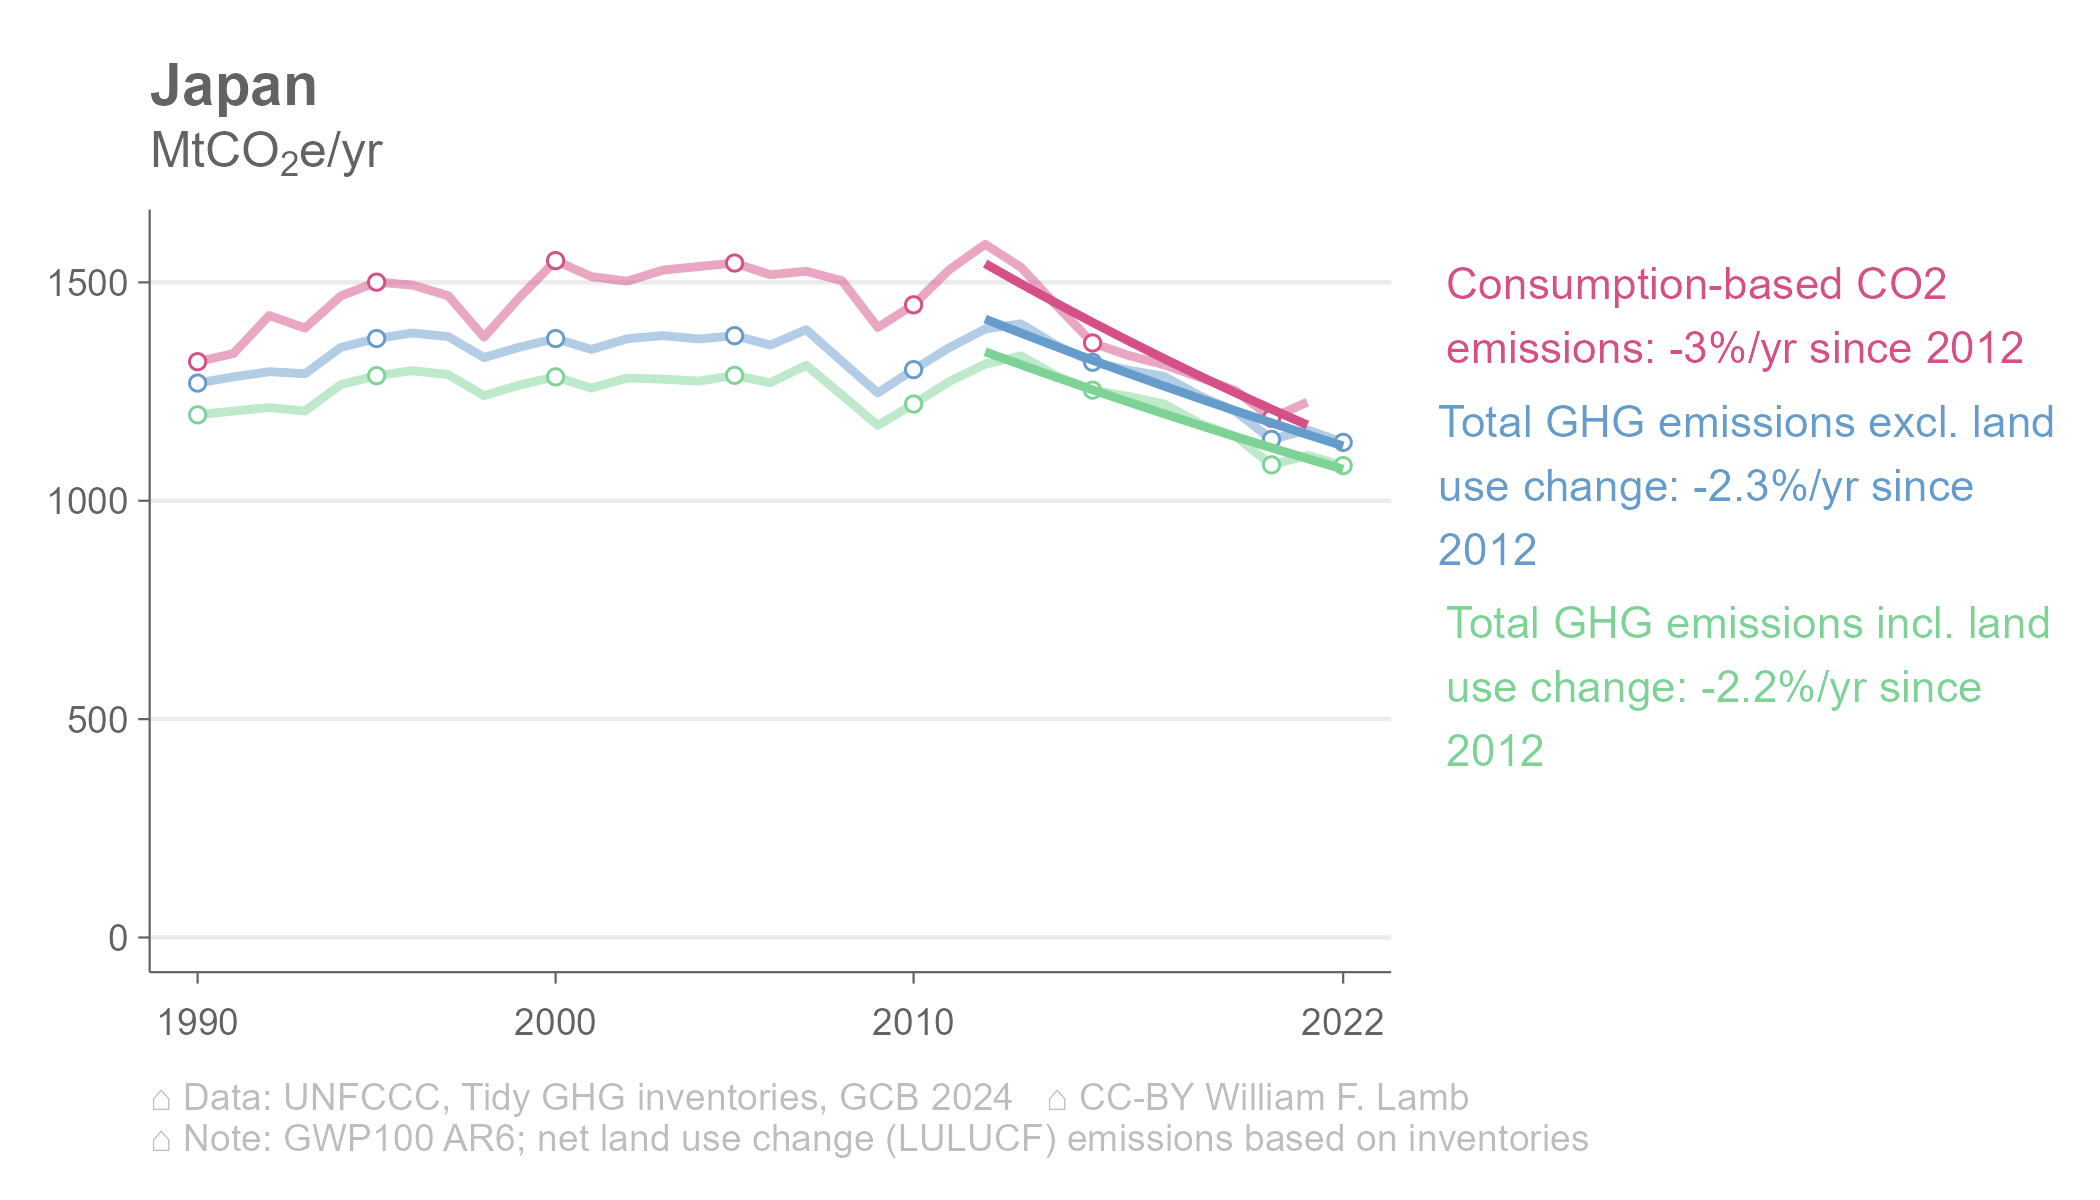 Japan
MtCO₂e/yr
1500
1000
500
0
1990
2000
2010
2022
Consumption-based CO2
emissions: -3%/yr since 2012
Total GHG emissions excl. land
use change: -2.3%/yr since
2012
Total GHG emissions incl. land
use change: -2.2%/yr since
2012
⌂ Data: UNFCCC, Tidy GHG inventories, GCB 2024 ⌂ CC-BY William F. Lamb
⌂ Note: GWP100 AR6; net land use change (LULUCF) emissions based on inventories